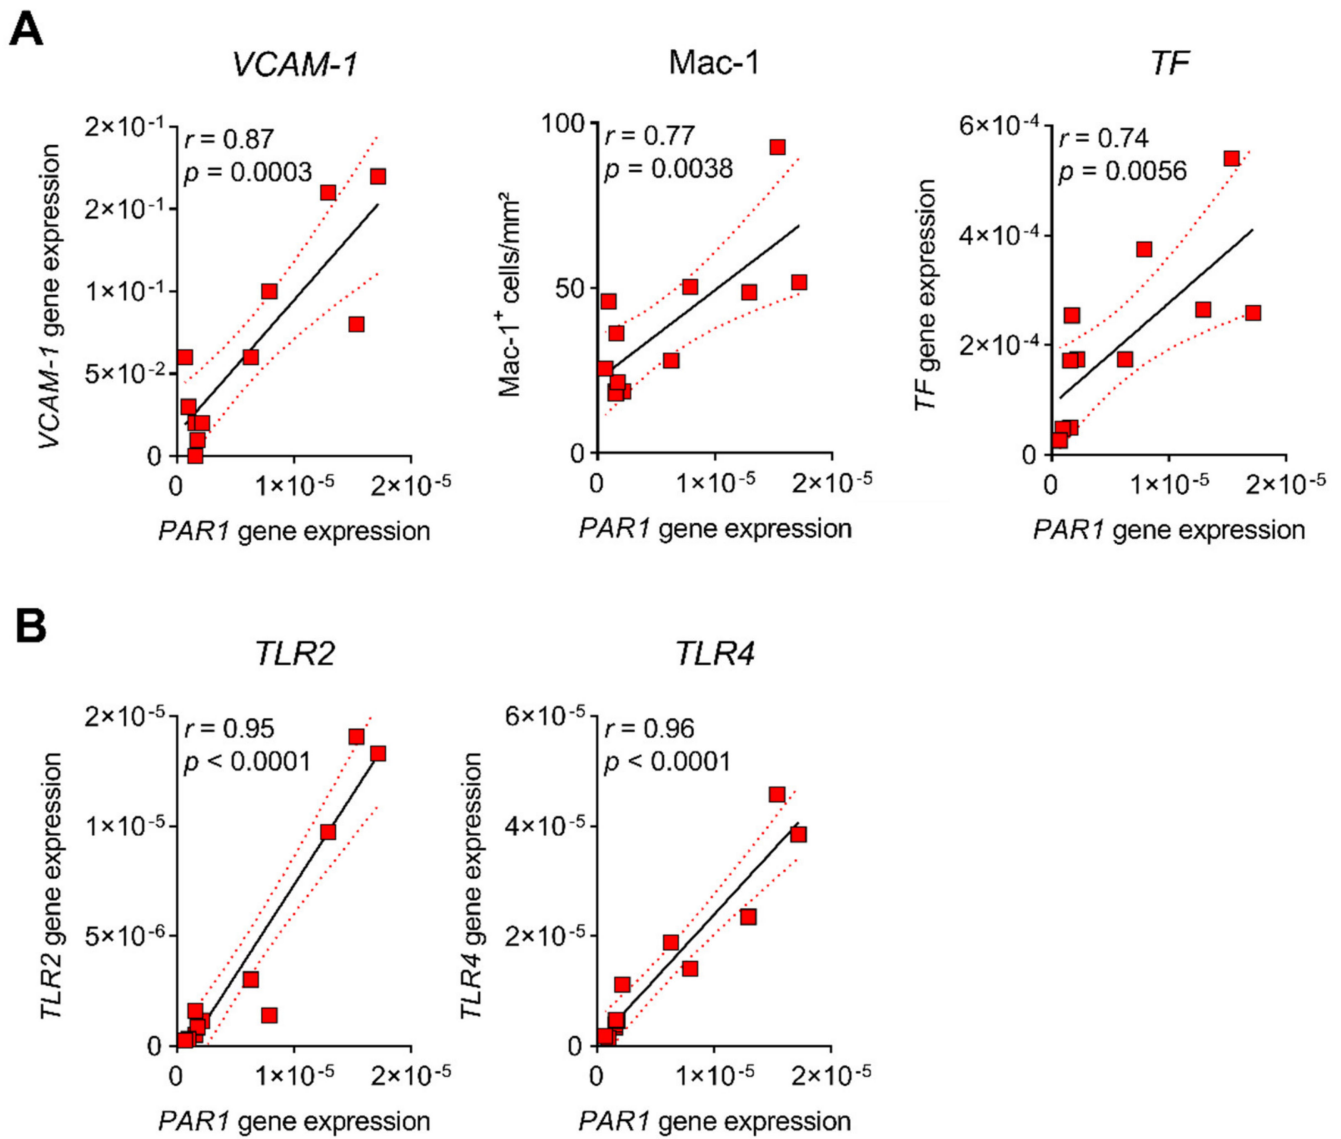 A
VCAM-1
r = 0.87
p = 0.0003
2×10⁻¹
2×10⁻¹
1×10⁻¹
5×10⁻²
0
VCAM-1 gene expression
0
1×10⁻⁵
2×10⁻⁵
PAR1 gene expression
Mac-1
r = 0.77
p = 0.0038
100
50
0
Mac-1⁺ cells/mm²
0
1×10⁻⁵
2×10⁻⁵
PAR1 gene expression
TF
r = 0.74
p = 0.0056
6×10⁻⁴
4×10⁻⁴
2×10⁻⁴
0
TF gene expression
0
1×10⁻⁵
2×10⁻⁵
PAR1 gene expression
B
TLR2
r = 0.95
p < 0.0001
2×10⁻⁵
1×10⁻⁵
5×10⁻⁶
0
TLR2 gene expression
0
1×10⁻⁵
2×10⁻⁵
PAR1 gene expression
TLR4
r = 0.96
p < 0.0001
6×10⁻⁵
4×10⁻⁵
2×10⁻⁵
0
TLR4 gene expression
0
1×10⁻⁵
2×10⁻⁵
PAR1 gene expression